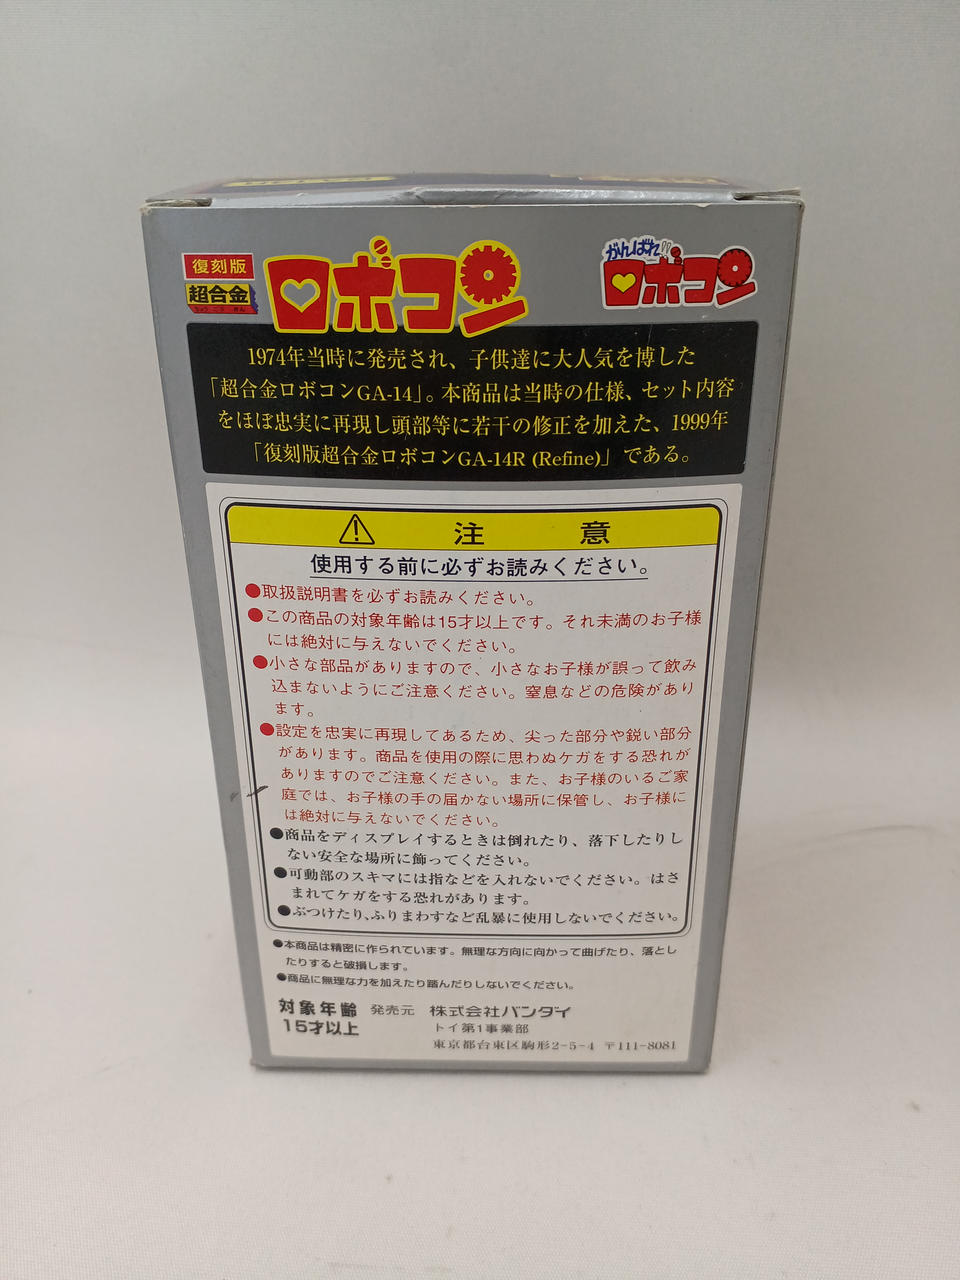 復刻版
超合金
ちょう ごう きん
ロボコン
がんばれ!!
ロボコン
1974年当時に発売され、子供達に大人気を博した
「超合金ロボコンGA-14」。本商品は当時の仕様、セット内容
をほぼ忠実に再現し頭部等に若干の修正を加えた、1999年
「復刻版超合金ロボコンGA-14R (Refine)」である。
注意
使用する前に必ずお読みください。
●取扱説明書を必ずお読みください。
●この商品の対象年齢は15才以上です。それ未満のお子様
には絶対に与えないでください。
●小さな部品がありますので、小さなお子様が誤って飲み
込まないようにご注意ください。窒息などの危険があり
ます。
●設定を忠実に再現してあるため、尖った部分や鋭い部分
があります。商品を使用の際に思わぬケガをする恐れが
ありますのでご注意ください。また、お子様のいるご家
庭では、お子様の手の届かない場所に保管し、お子様に
は絶対に与えないでください。
●商品をディスプレイするときは倒れたり、落下したりし
ない安全な場所に飾ってください。
●可動部のスキマには指などを入れないでください。はさ
まれてケガをする恐れがあります。
●ぶつけたり、ふりまわすなど乱暴に使用しないでください。
●本商品は精密に作られています。無理な方向に向かって曲げたり、落とし
たりすると破損します。
●商品に無理な力を加えたり踏んだりしないでください。
対象年齢
15才以上
発売元 株式会社バンダイ
トイ第1事業部
東京都台東区駒形2-5-4 〒111-8081